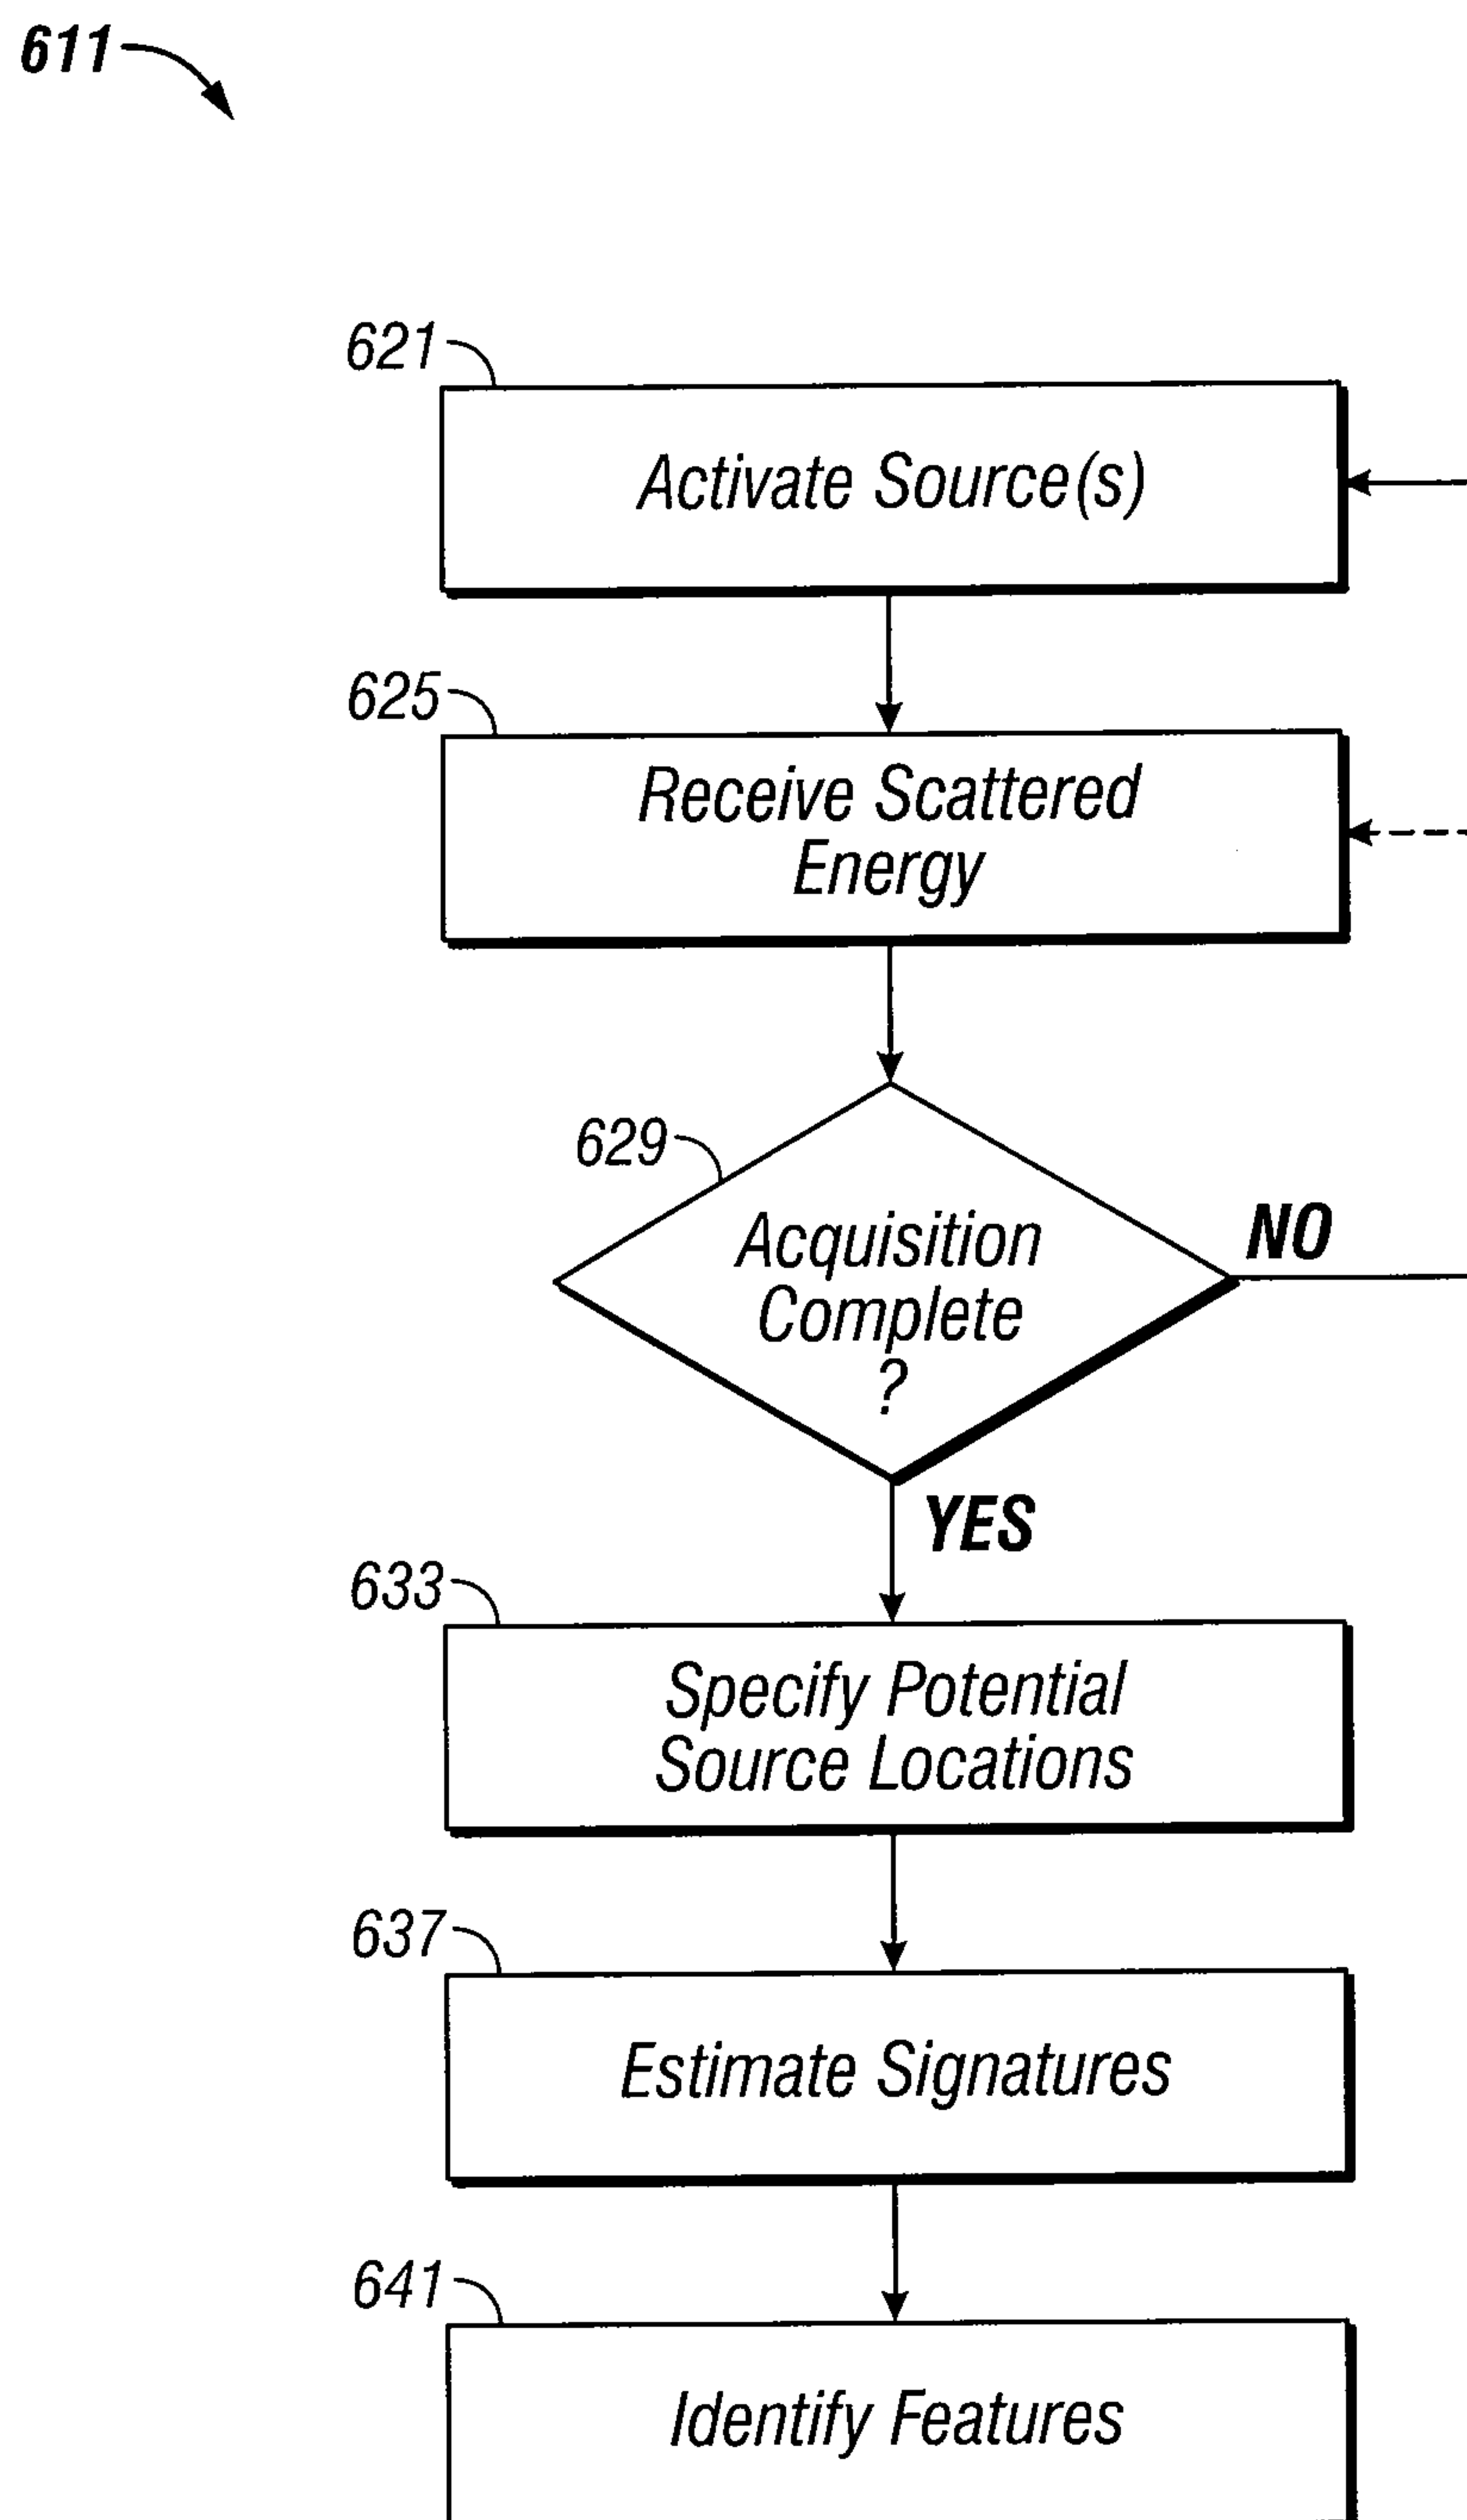 611
621
Activate Source(s)
625
Receive Scattered
Energy
629
Acquisition
Complete
?
NO
YES
633
Specify Potential
Source Locations
637
Estimate Signatures
641
Identify Features